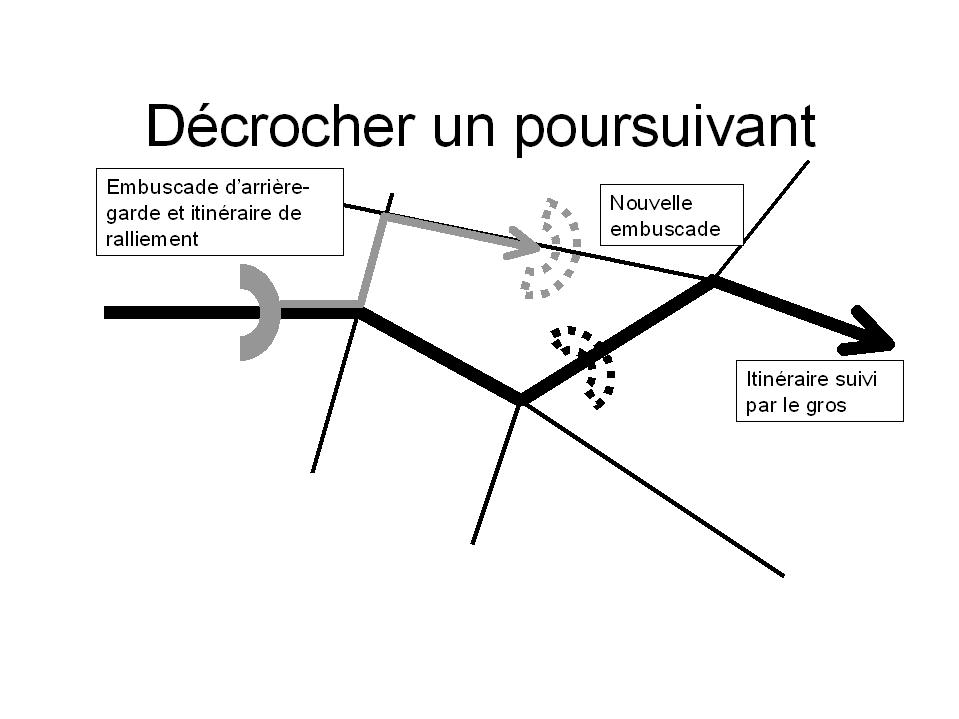 Décrocher un poursuivant
Embuscade d'arrière-
garde et itinéraire de
ralliement
Nouvelle
embuscade
Itinéraire suivi
par le gros